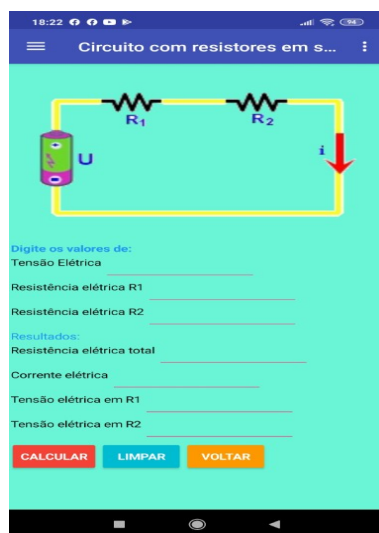 18:22 94
Circuito com resistores em s...
R1 R2
+ U i
Digite os valores de:
Tensão Elétrica
Resistência elétrica R1
Resistência elétrica R2
Resultados:
Resistência elétrica total
Corrente elétrica
Tensão elétrica em R1
Tensão elétrica em R2
CALCULAR LIMPAR VOLTAR